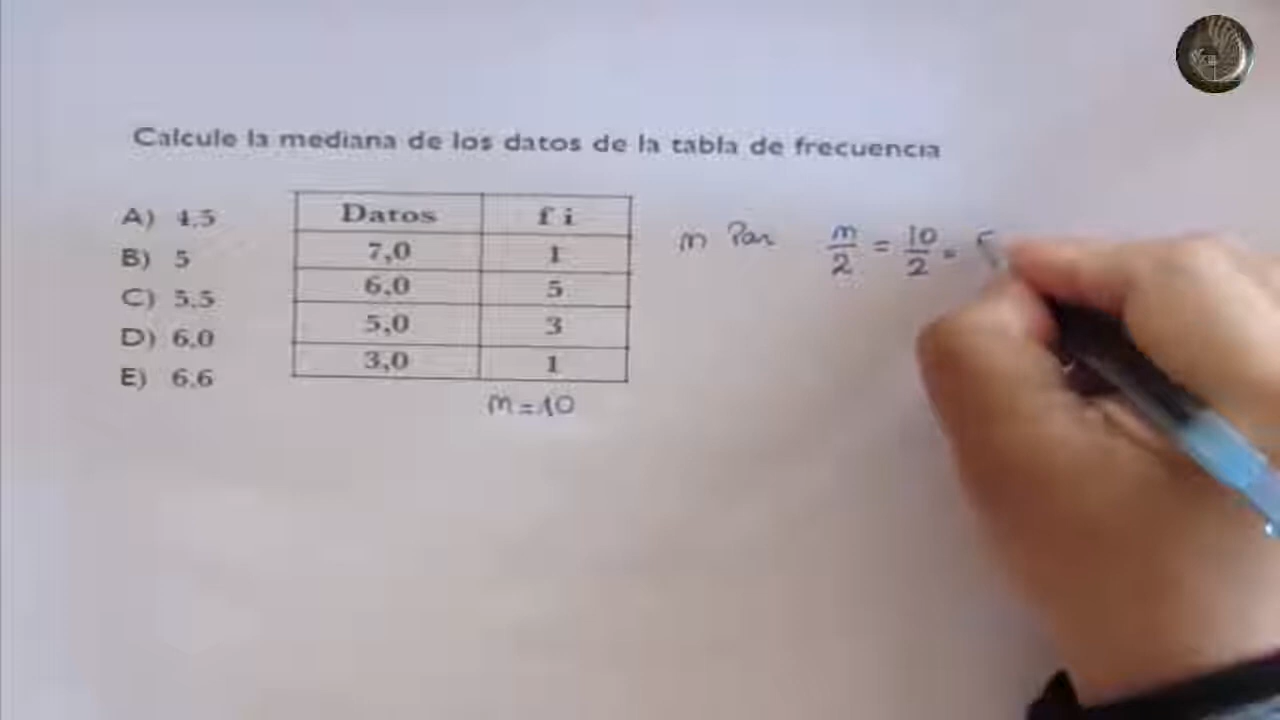 Calcule la mediana de los datos de la tabla de frecuencia
A) 4,5
B) 5
C) 5,5
D) 6,0
E) 6,6
Datos f i
7,0 1
6,0 5
5,0 3
3,0 1
n=10
n Par n/2 = 10/2 = 5